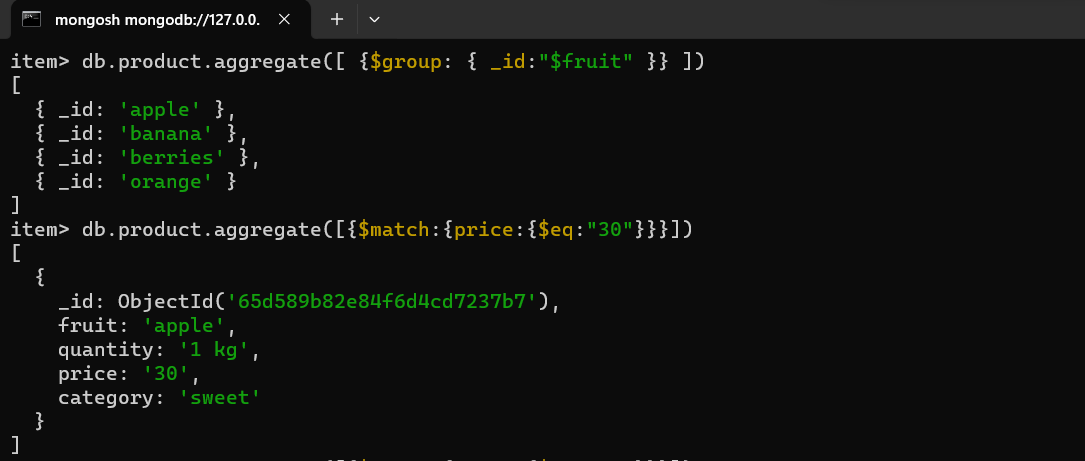 mongosh mongodb://127.0.0.
item> db.product.aggregate([ {$group: { _id:"$fruit" }} ])
[
  { _id: 'apple' },
  { _id: 'banana' },
  { _id: 'berries' },
  { _id: 'orange' }
]
item> db.product.aggregate([{$match:{price:{$eq:"30"}}}])
[
  {
    _id: ObjectId('65d589b82e84f6d4cd7237b7'),
    fruit: 'apple',
    quantity: '1 kg',
    price: '30',
    category: 'sweet'
  }
]